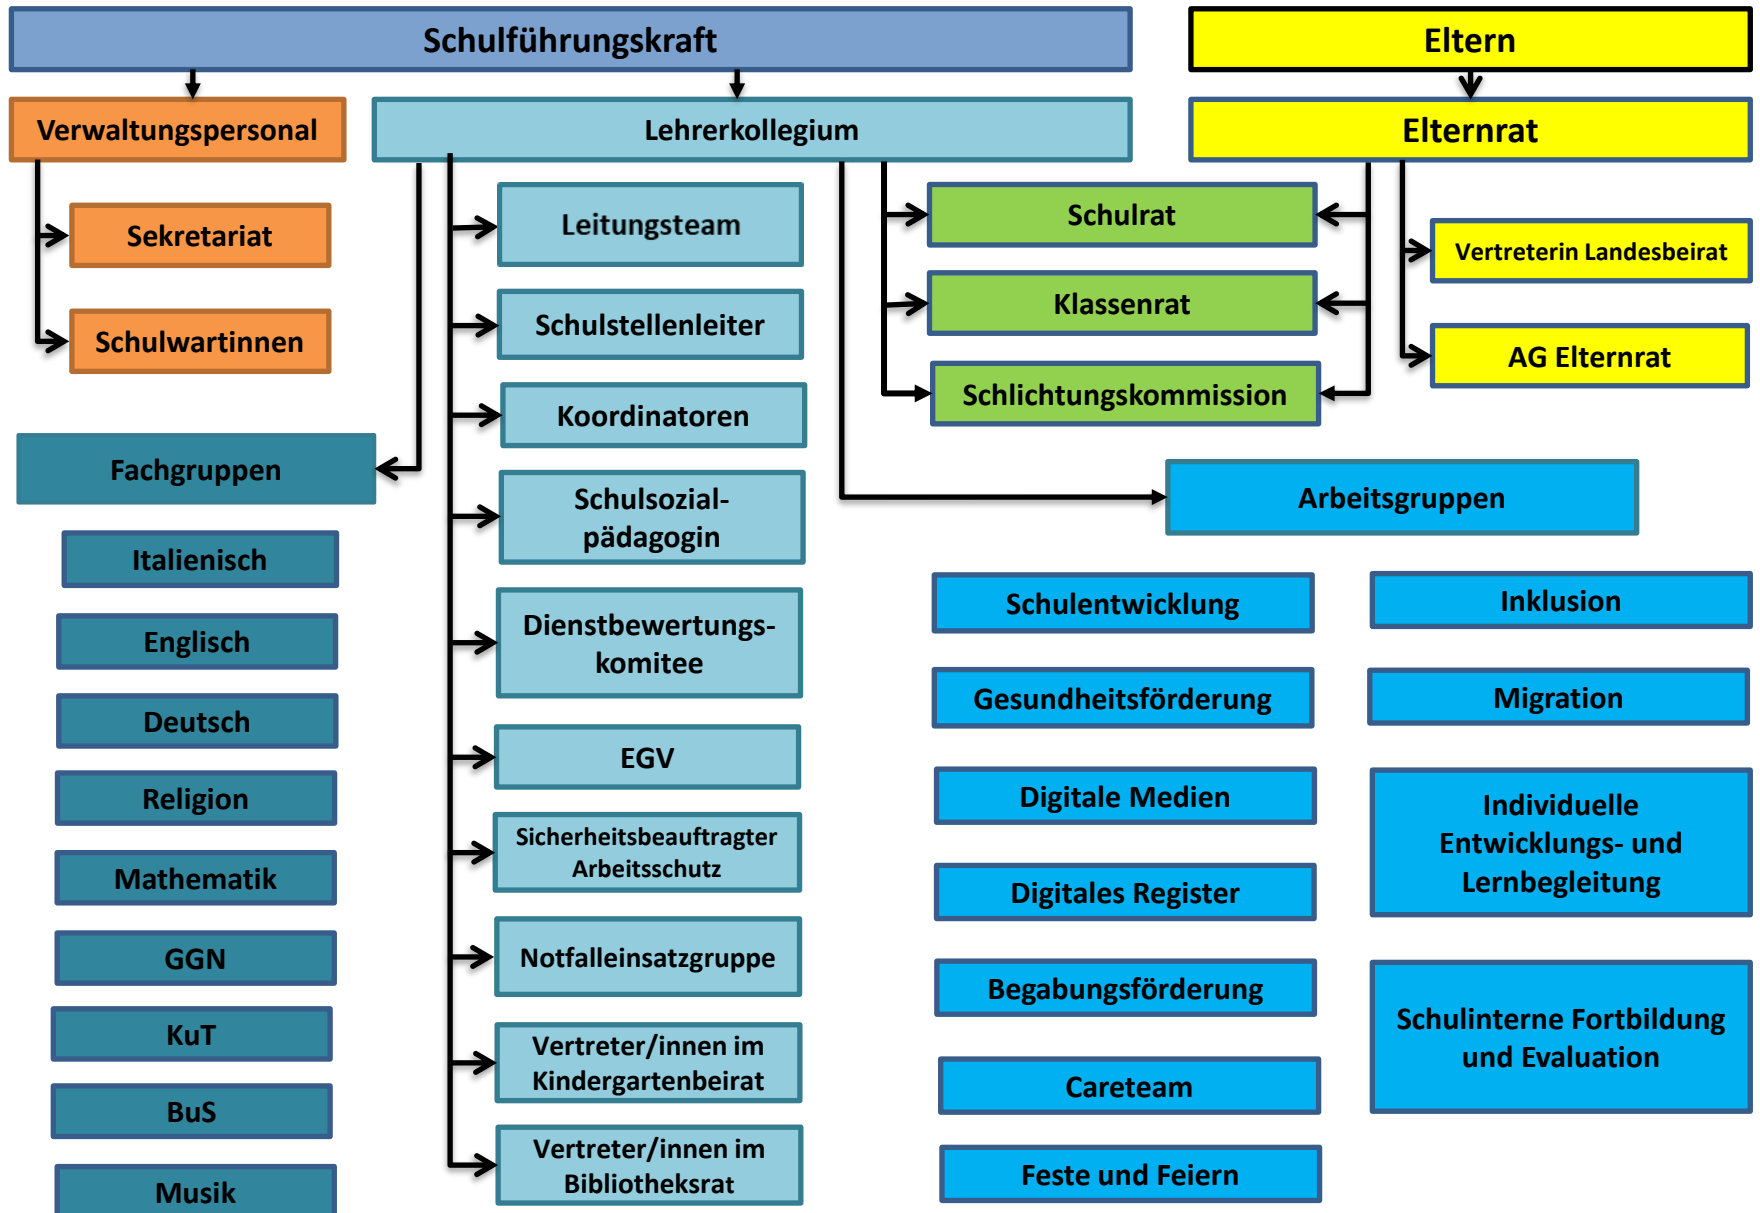 Schulführungskraft
Eltern
Verwaltungspersonal
Lehrerkollegium
Elternrat
Sekretariat
Schulwartinnen
Leitungsteam
Schulstellenleiter
Koordinatoren
Schulsozial-
pädagogin
Dienstbewertungs-
komitee
EGV
Sicherheitsbeauftragter
Arbeitsschutz
Notfalleinsatzgruppe
Vertreter/innen im
Kindergartenbeirat
Vertreter/innen im
Bibliotheksrat
Schulrat
Klassenrat
Schlichtungskommission
Vertreterin Landesbeirat
AG Elternrat
Fachgruppen
Italienisch
Englisch
Deutsch
Religion
Mathematik
GGN
KuT
BuS
Musik
Arbeitsgruppen
Schulentwicklung
Gesundheitsförderung
Digitale Medien
Digitales Register
Begabungsförderung
Careteam
Feste und Feiern
Inklusion
Migration
Individuelle
Entwicklungs- und
Lernbegleitung
Schulinterne Fortbildung
und Evaluation